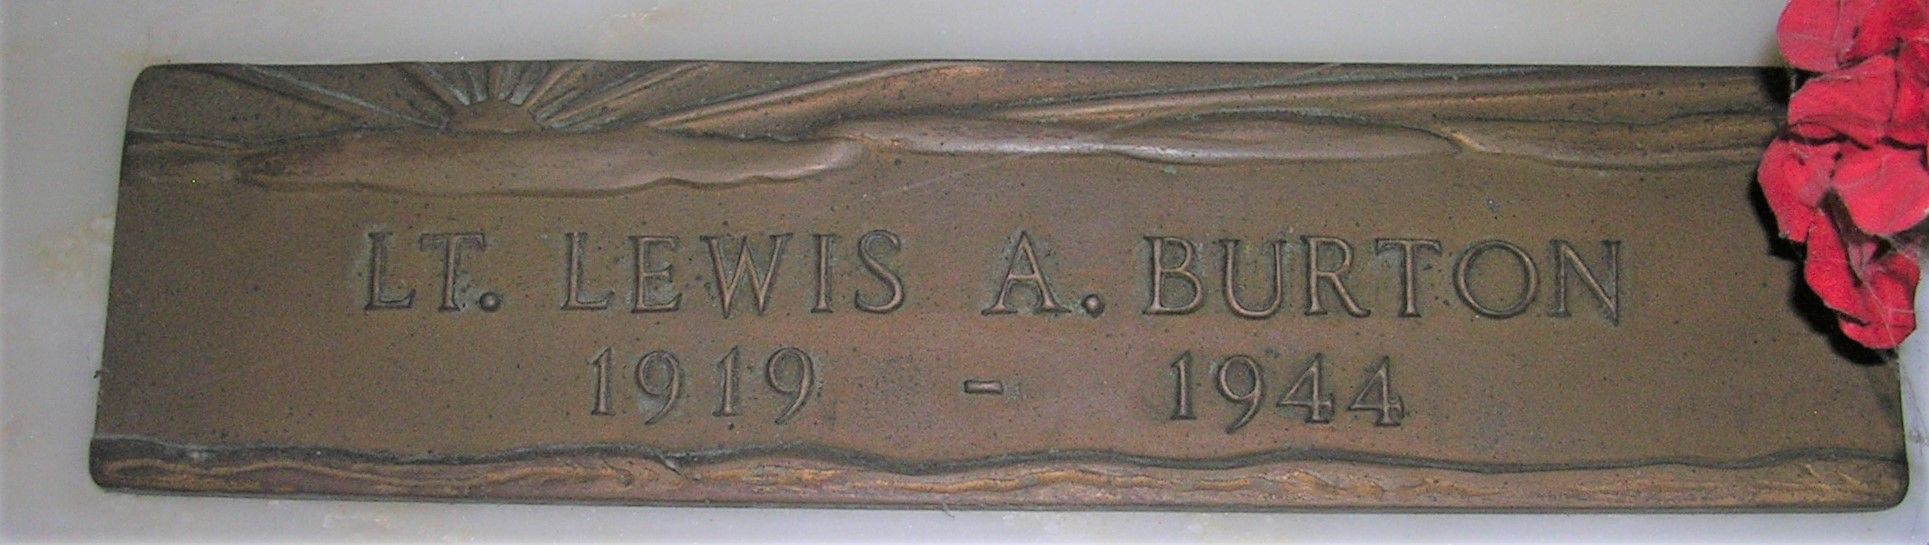 LT. LEWIS A. BURTON
1919 - 1944